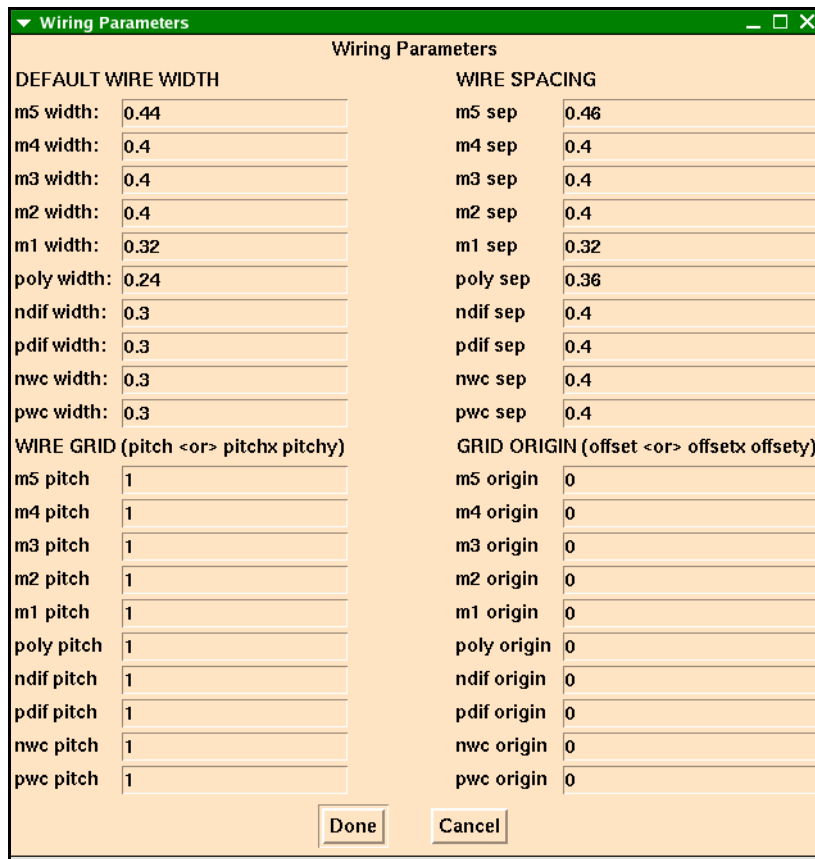 Wiring Parameters
Wiring Parameters
DEFAULT WIRE WIDTH WIRE SPACING
m5 width: 0.44 m5 sep 0.46
m4 width: 0.4 m4 sep 0.4
m3 width: 0.4 m3 sep 0.4
m2 width: 0.4 m2 sep 0.4
m1 width: 0.32 m1 sep 0.32
poly width: 0.24 poly sep 0.36
ndif width: 0.3 ndif sep 0.4
pdif width: 0.3 pdif sep 0.4
nwc width: 0.3 nwc sep 0.4
pwc width: 0.3 pwc sep 0.4
WIRE GRID (pitch <or> pitchx pitchy) GRID ORIGIN (offset <or> offsetx offsety)
m5 pitch 1 m5 origin 0
m4 pitch 1 m4 origin 0
m3 pitch 1 m3 origin 0
m2 pitch 1 m2 origin 0
m1 pitch 1 m1 origin 0
poly pitch 1 poly origin 0
ndif pitch 1 ndif origin 0
pdif pitch 1 pdif origin 0
nwc pitch 1 nwc origin 0
pwc pitch 1 pwc origin 0
Done Cancel